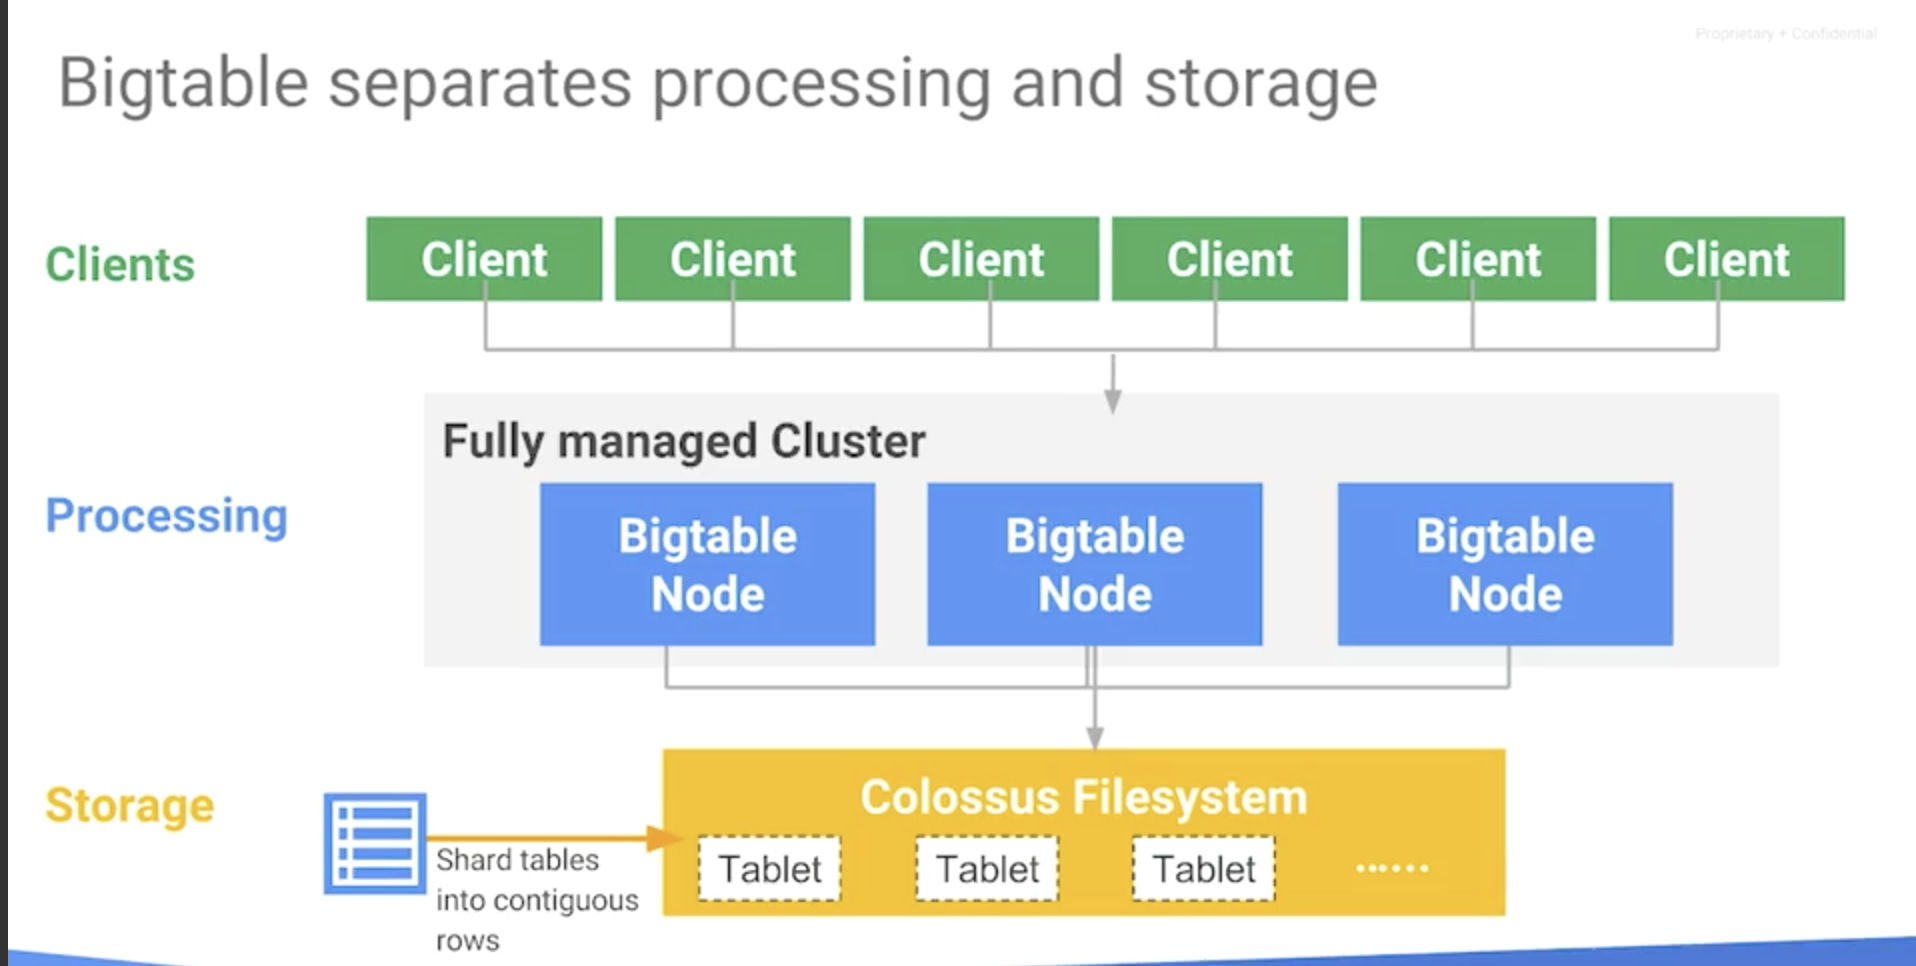 Proprietary + Confidential
Bigtable separates processing and storage
Clients
Client
Client
Client
Client
Client
Client
Fully managed Cluster
Processing
Bigtable
Node
Bigtable
Node
Bigtable
Node
Storage
Colossus Filesystem
Shard tables
into contiguous
rows
Tablet
Tablet
Tablet
......